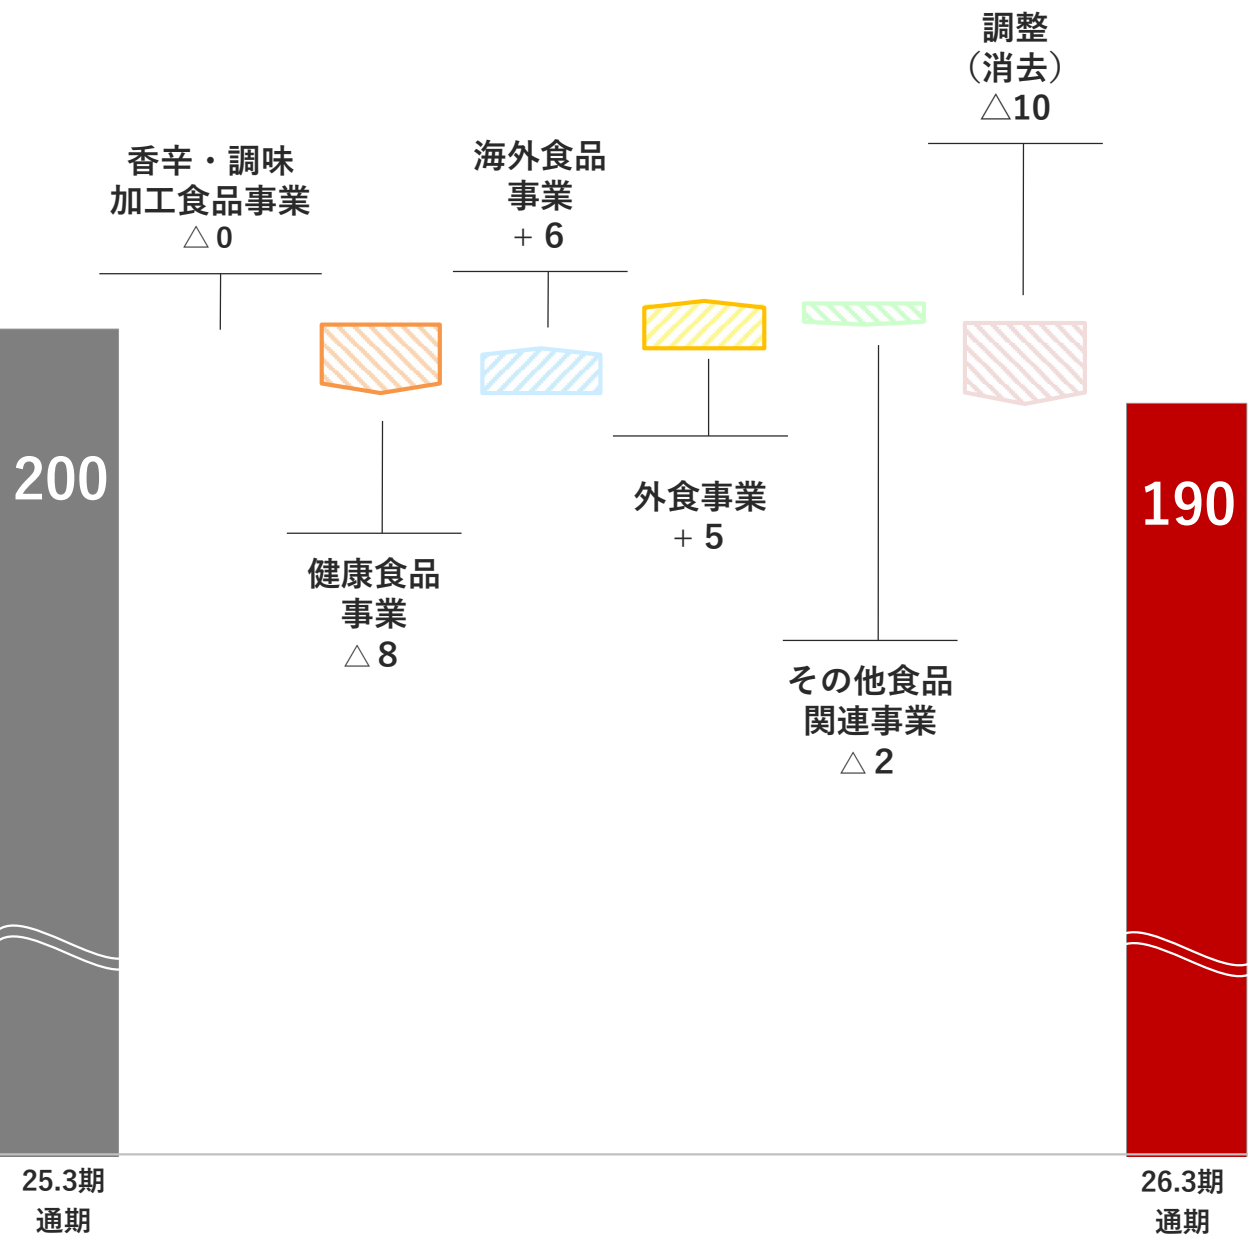 調整
（消去）
△10
香辛・調味
加工食品事業
△ 0
海外食品
事業
+ 6
200
190
外食事業
+ 5
健康食品
事業
△ 8
その他食品
関連事業
△ 2
25.3期
通期
26.3期
通期